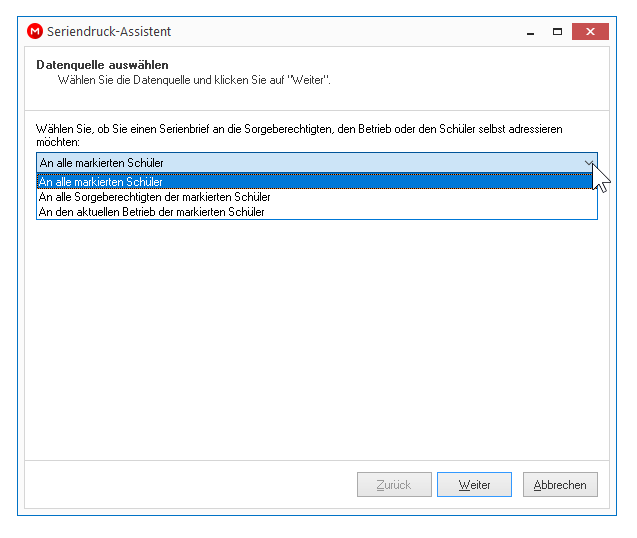 M Seriendruck-Assistent
Datenquelle auswählen
Wählen Sie die Datenquelle und klicken Sie auf "Weiter".
Wählen Sie, ob Sie einen Serienbrief an die Sorgeberechtigten, den Betrieb oder den Schüler selbst adressieren
möchten:
An alle markierten Schüler
An alle markierten Schüler
An alle Sorgeberechtigten der markierten Schüler
An den aktuellen Betrieb der markierten Schüler
Zurück Weiter Abbrechen